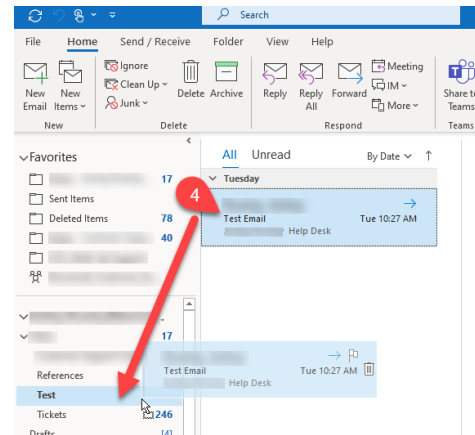 Search
File Home Send / Receive Folder View Help
New Email
New Items
Ignore
Clean Up
Junk
Delete
Archive
Reply
Reply All
Forward
Meeting
IM
More
Share to Teams
New Delete Respond Teams
Favorites
17
Sent Items
Deleted Items 78
40
All Unread By Date
Tuesday
4
Test Email Tue 10:27 AM
Help Desk
17
References
Test
Tickets 246
Drafts [4]
Test Email Tue 10:27 AM
Help Desk